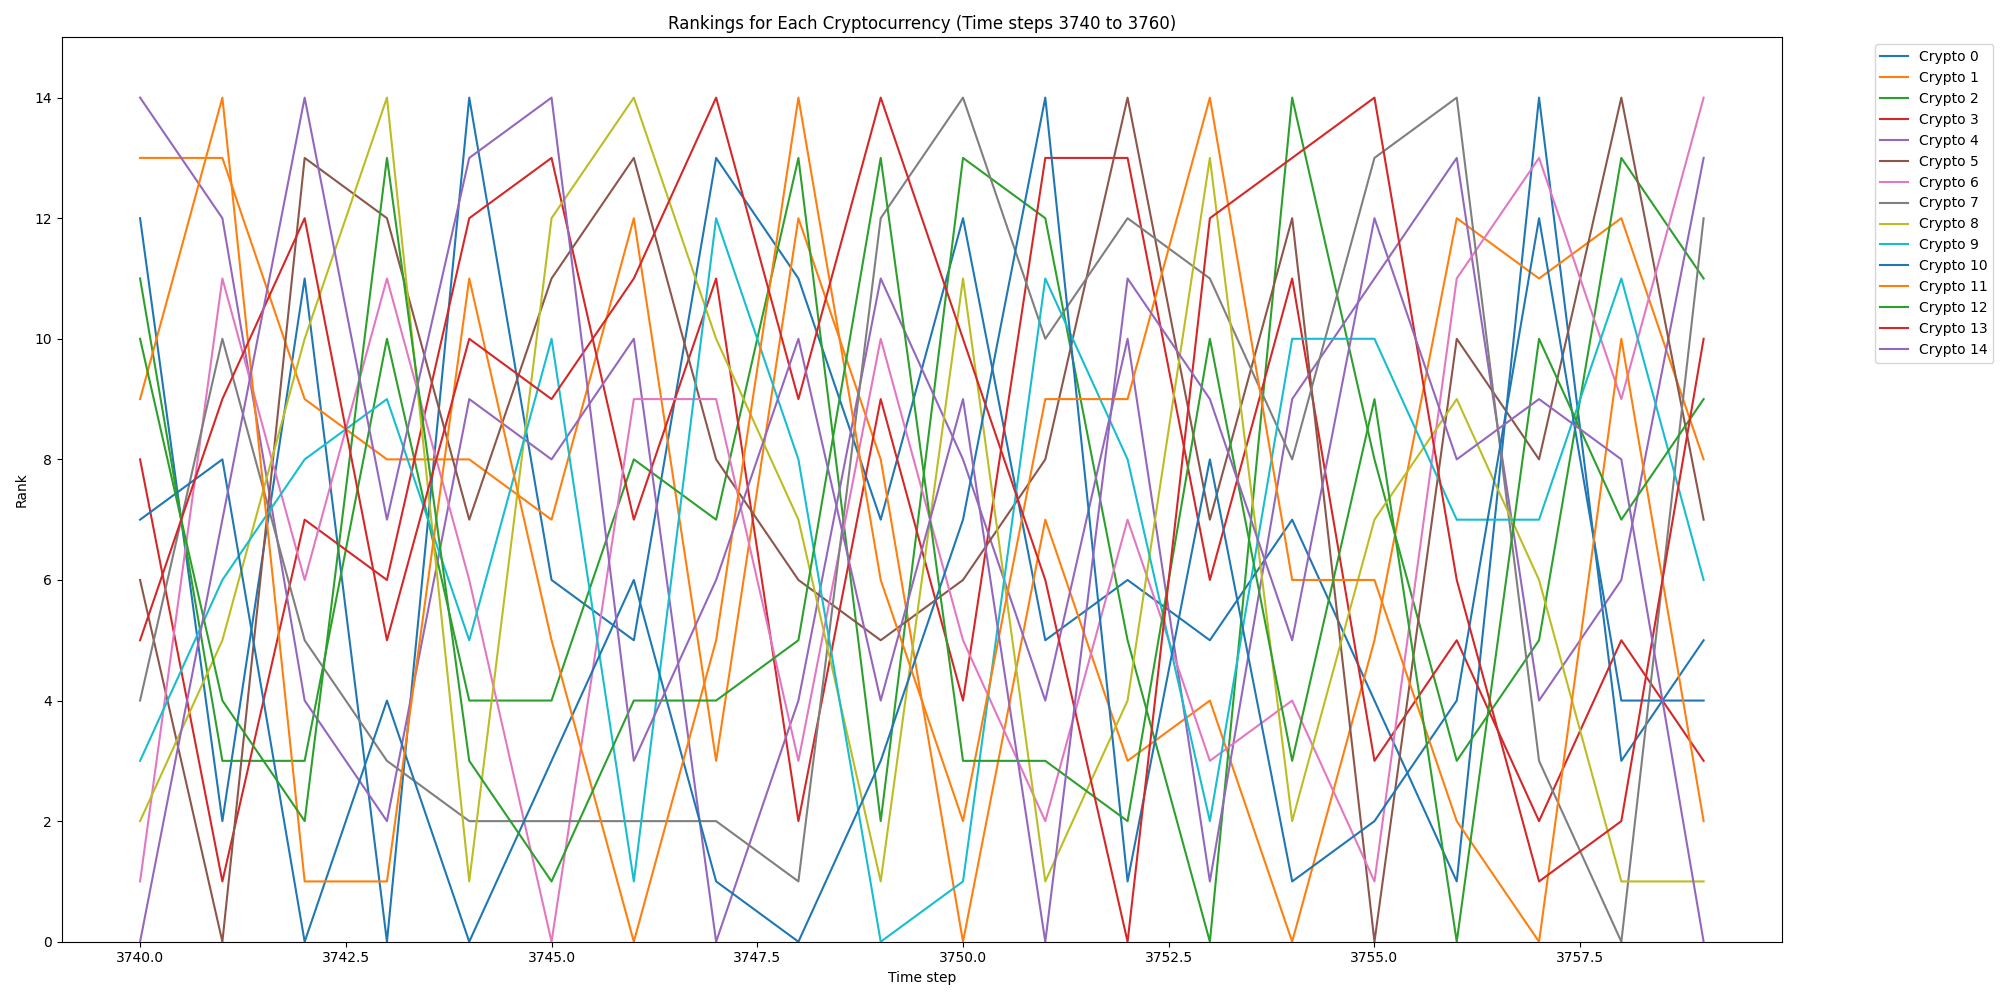 Rankings for Each Cryptocurrency (Time steps 3740 to 3760)
14
12
10
8
6
4
2
0
Rank
3740.0
3742.5
3745.0
3747.5
3750.0
3752.5
3755.0
3757.5
Time step
Crypto 0
Crypto 1
Crypto 2
Crypto 3
Crypto 4
Crypto 5
Crypto 6
Crypto 7
Crypto 8
Crypto 9
Crypto 10
Crypto 11
Crypto 12
Crypto 13
Crypto 14